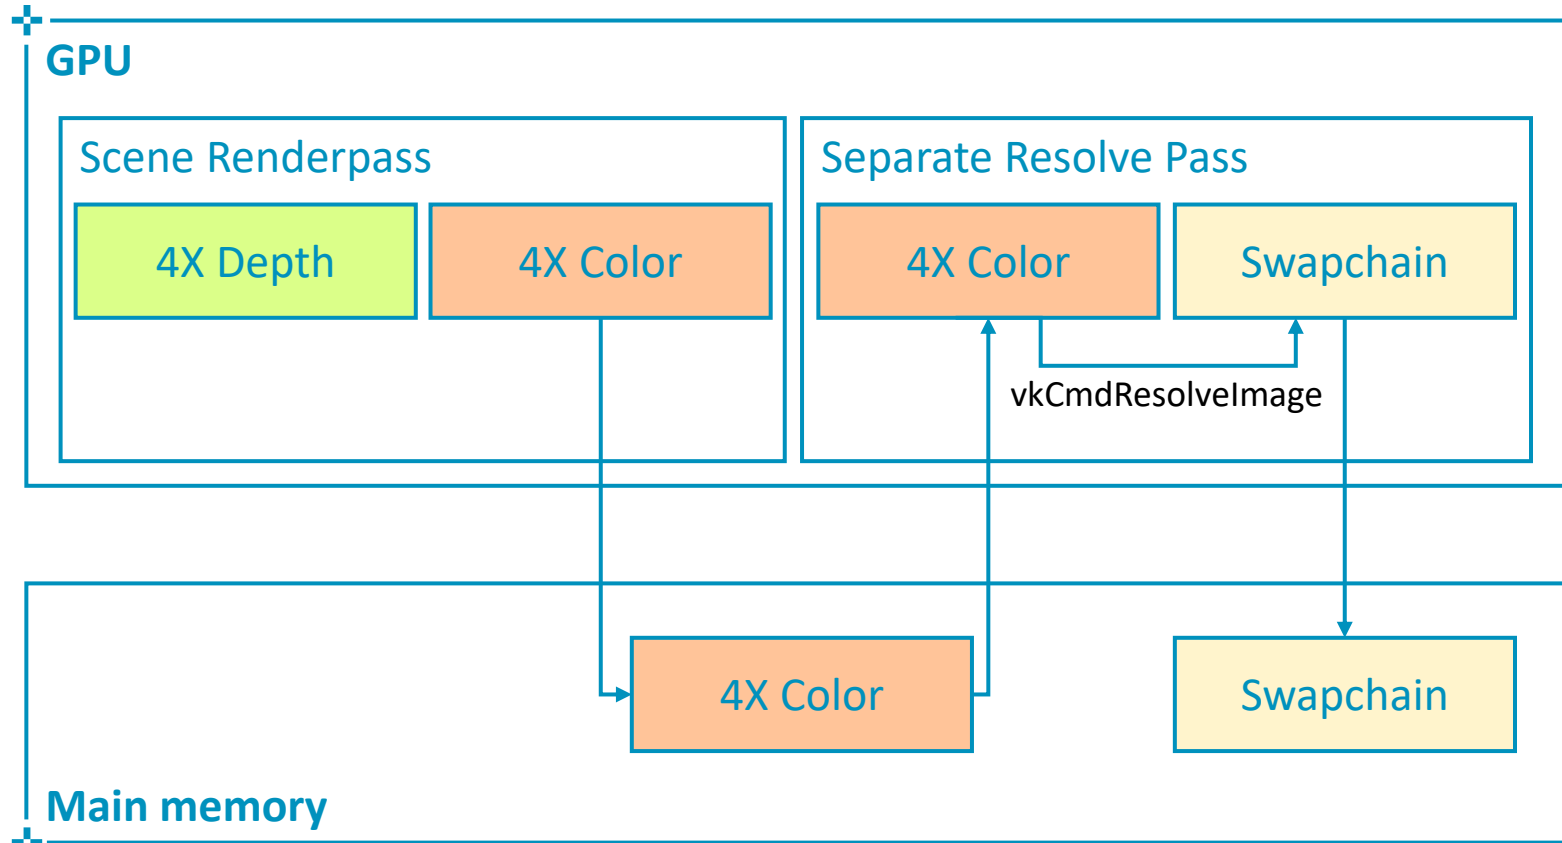 GPU
Scene Renderpass
4X Depth
4X Color
Separate Resolve Pass
4X Color
Swapchain
vkCmdResolveImage
4X Color
Swapchain
Main memory